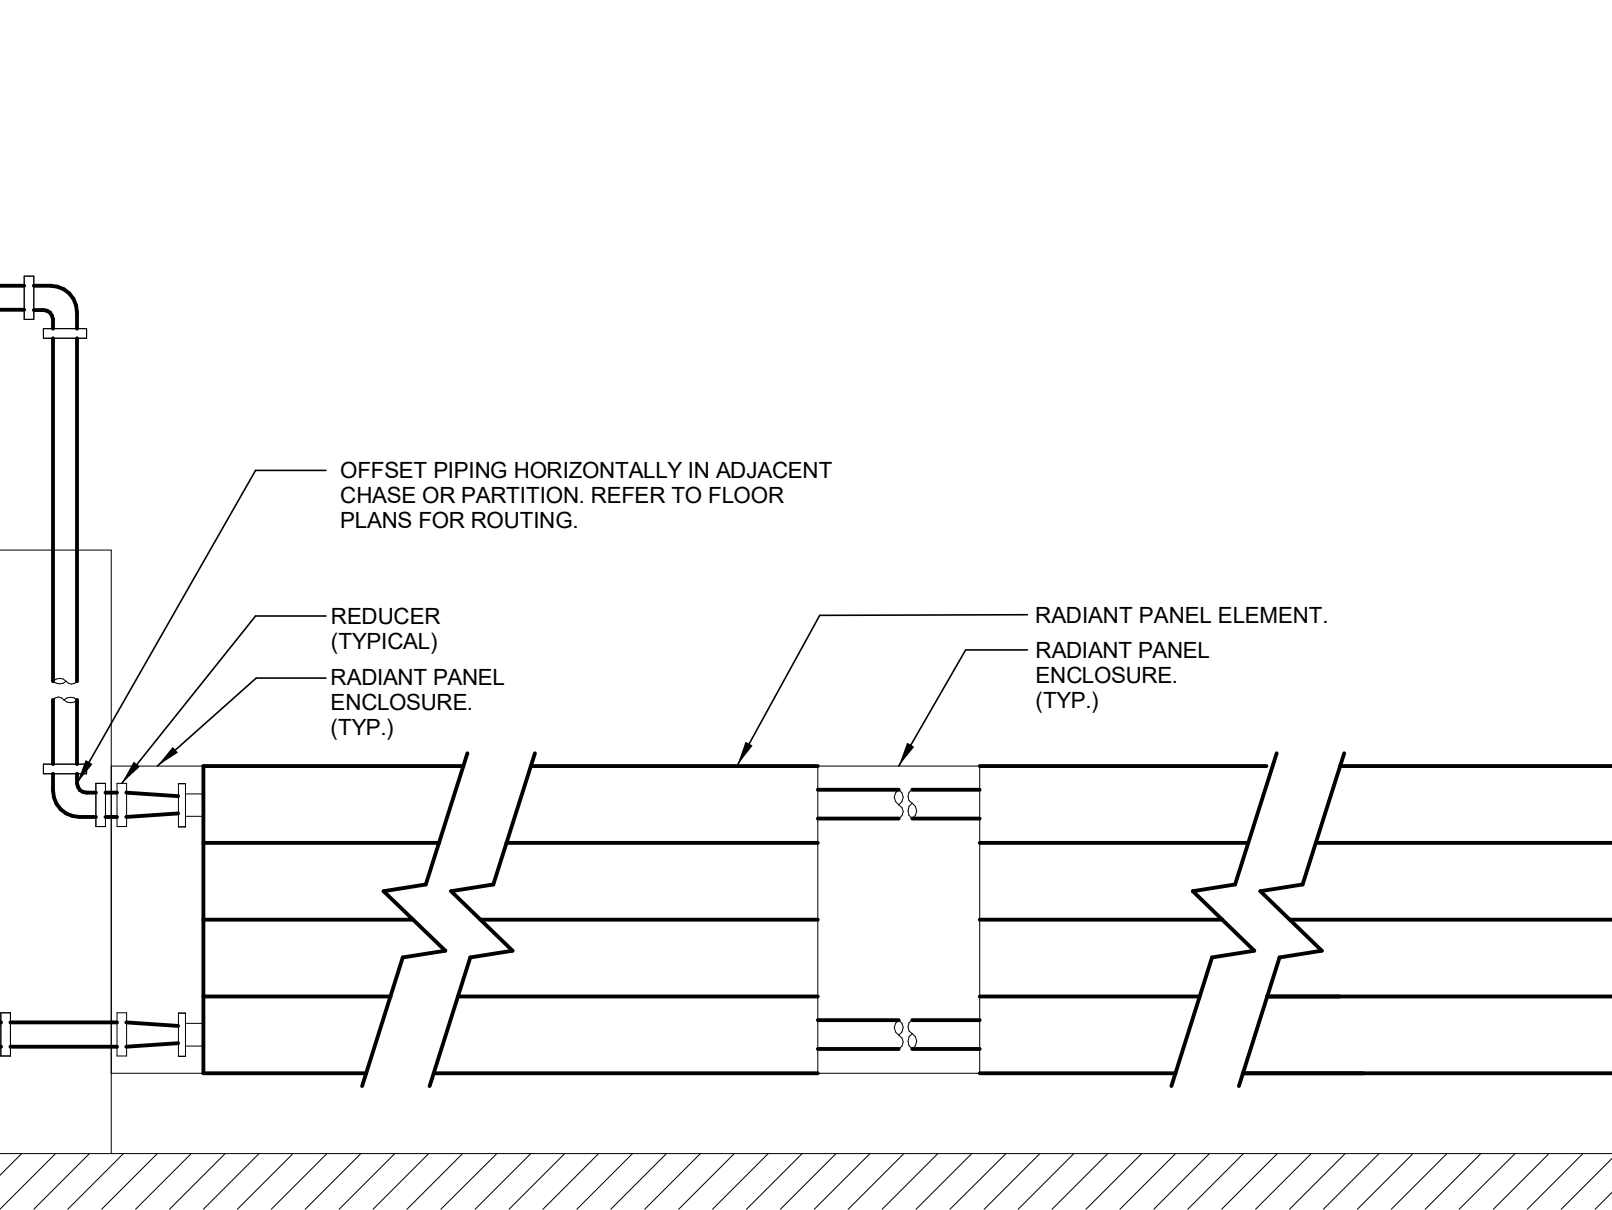 OFFSET PIPING HORIZONTALLY IN ADJACENT
CHASE OR PARTITION. REFER TO FLOOR
PLANS FOR ROUTING.
REDUCER
(TYPICAL)
RADIANT PANEL
ENCLOSURE.
(TYP.)
RADIANT PANEL ELEMENT.
RADIANT PANEL
ENCLOSURE.
(TYP.)